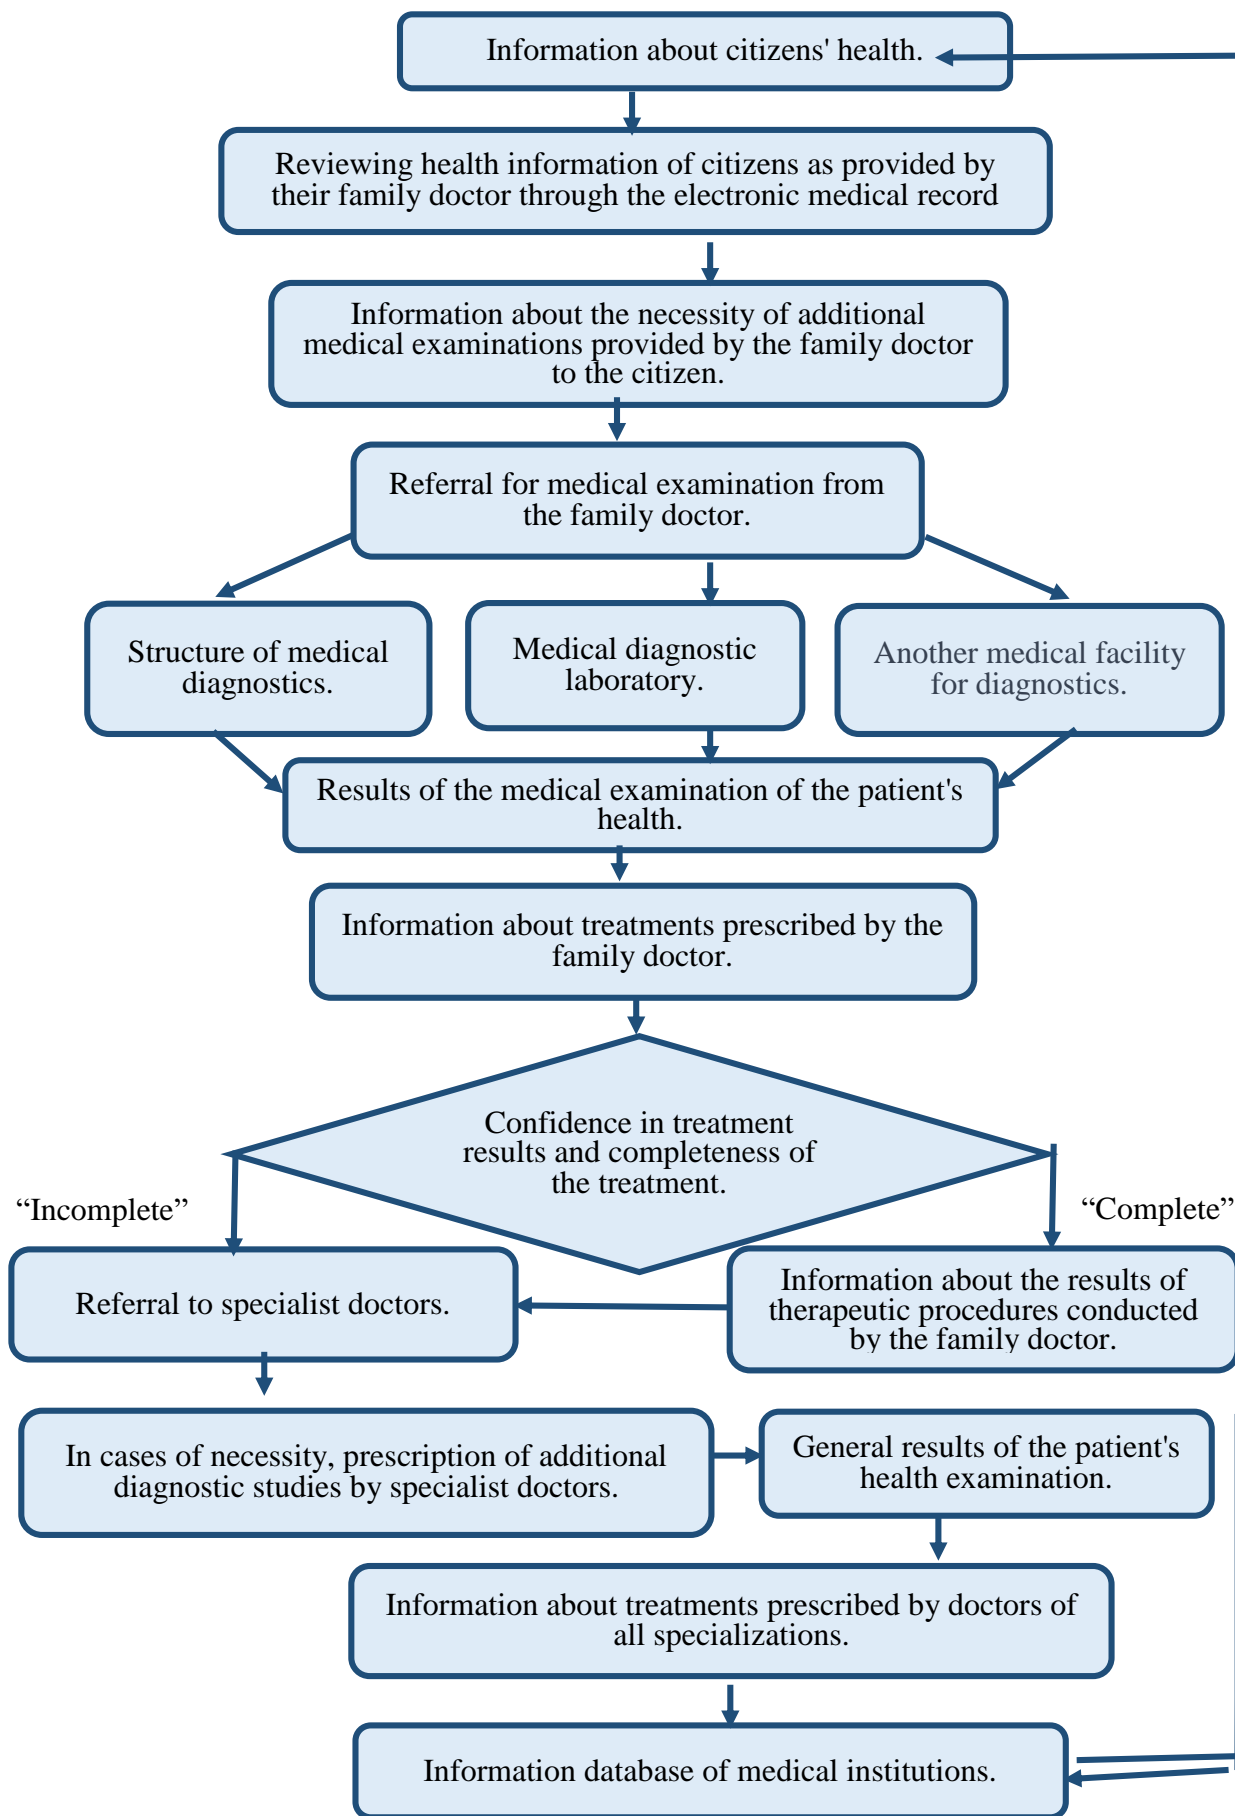 Information about citizens' health.
Reviewing health information of citizens as provided by
their family doctor through the electronic medical record
Information about the necessity of additional
medical examinations provided by the family doctor
to the citizen.
Referral for medical examination from
the family doctor.
Structure of medical
diagnostics.
Medical diagnostic
laboratory.
Another medical facility
for diagnostics.
Results of the medical examination of the patient's
health.
Information about treatments prescribed by the
family doctor.
Confidence in treatment
results and completeness of
the treatment.
“Incomplete”
“Complete”
Referral to specialist doctors.
Information about the results of
therapeutic procedures conducted
by the family doctor.
In cases of necessity, prescription of additional
diagnostic studies by specialist doctors.
General results of the patient's
health examination.
Information about treatments prescribed by doctors of
all specializations.
Information database of medical institutions.